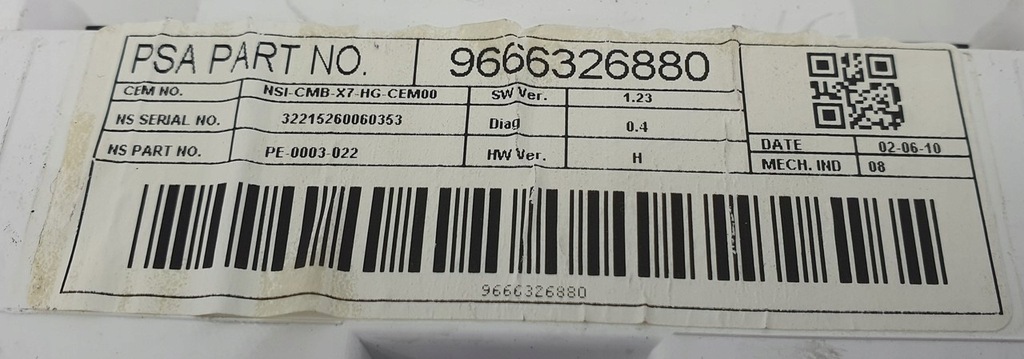 PSA PART NO. 9666326880
CEM NO. NSI-CMB-X7-HG-CEM00 SW Ver. 1.23
NS SERIAL NO. 32215260060353 Diag 0.4
NS PART NO. PE-0003-022 HW Ver. H
DATE 02-06-10
MECH. IND 08
9666326880